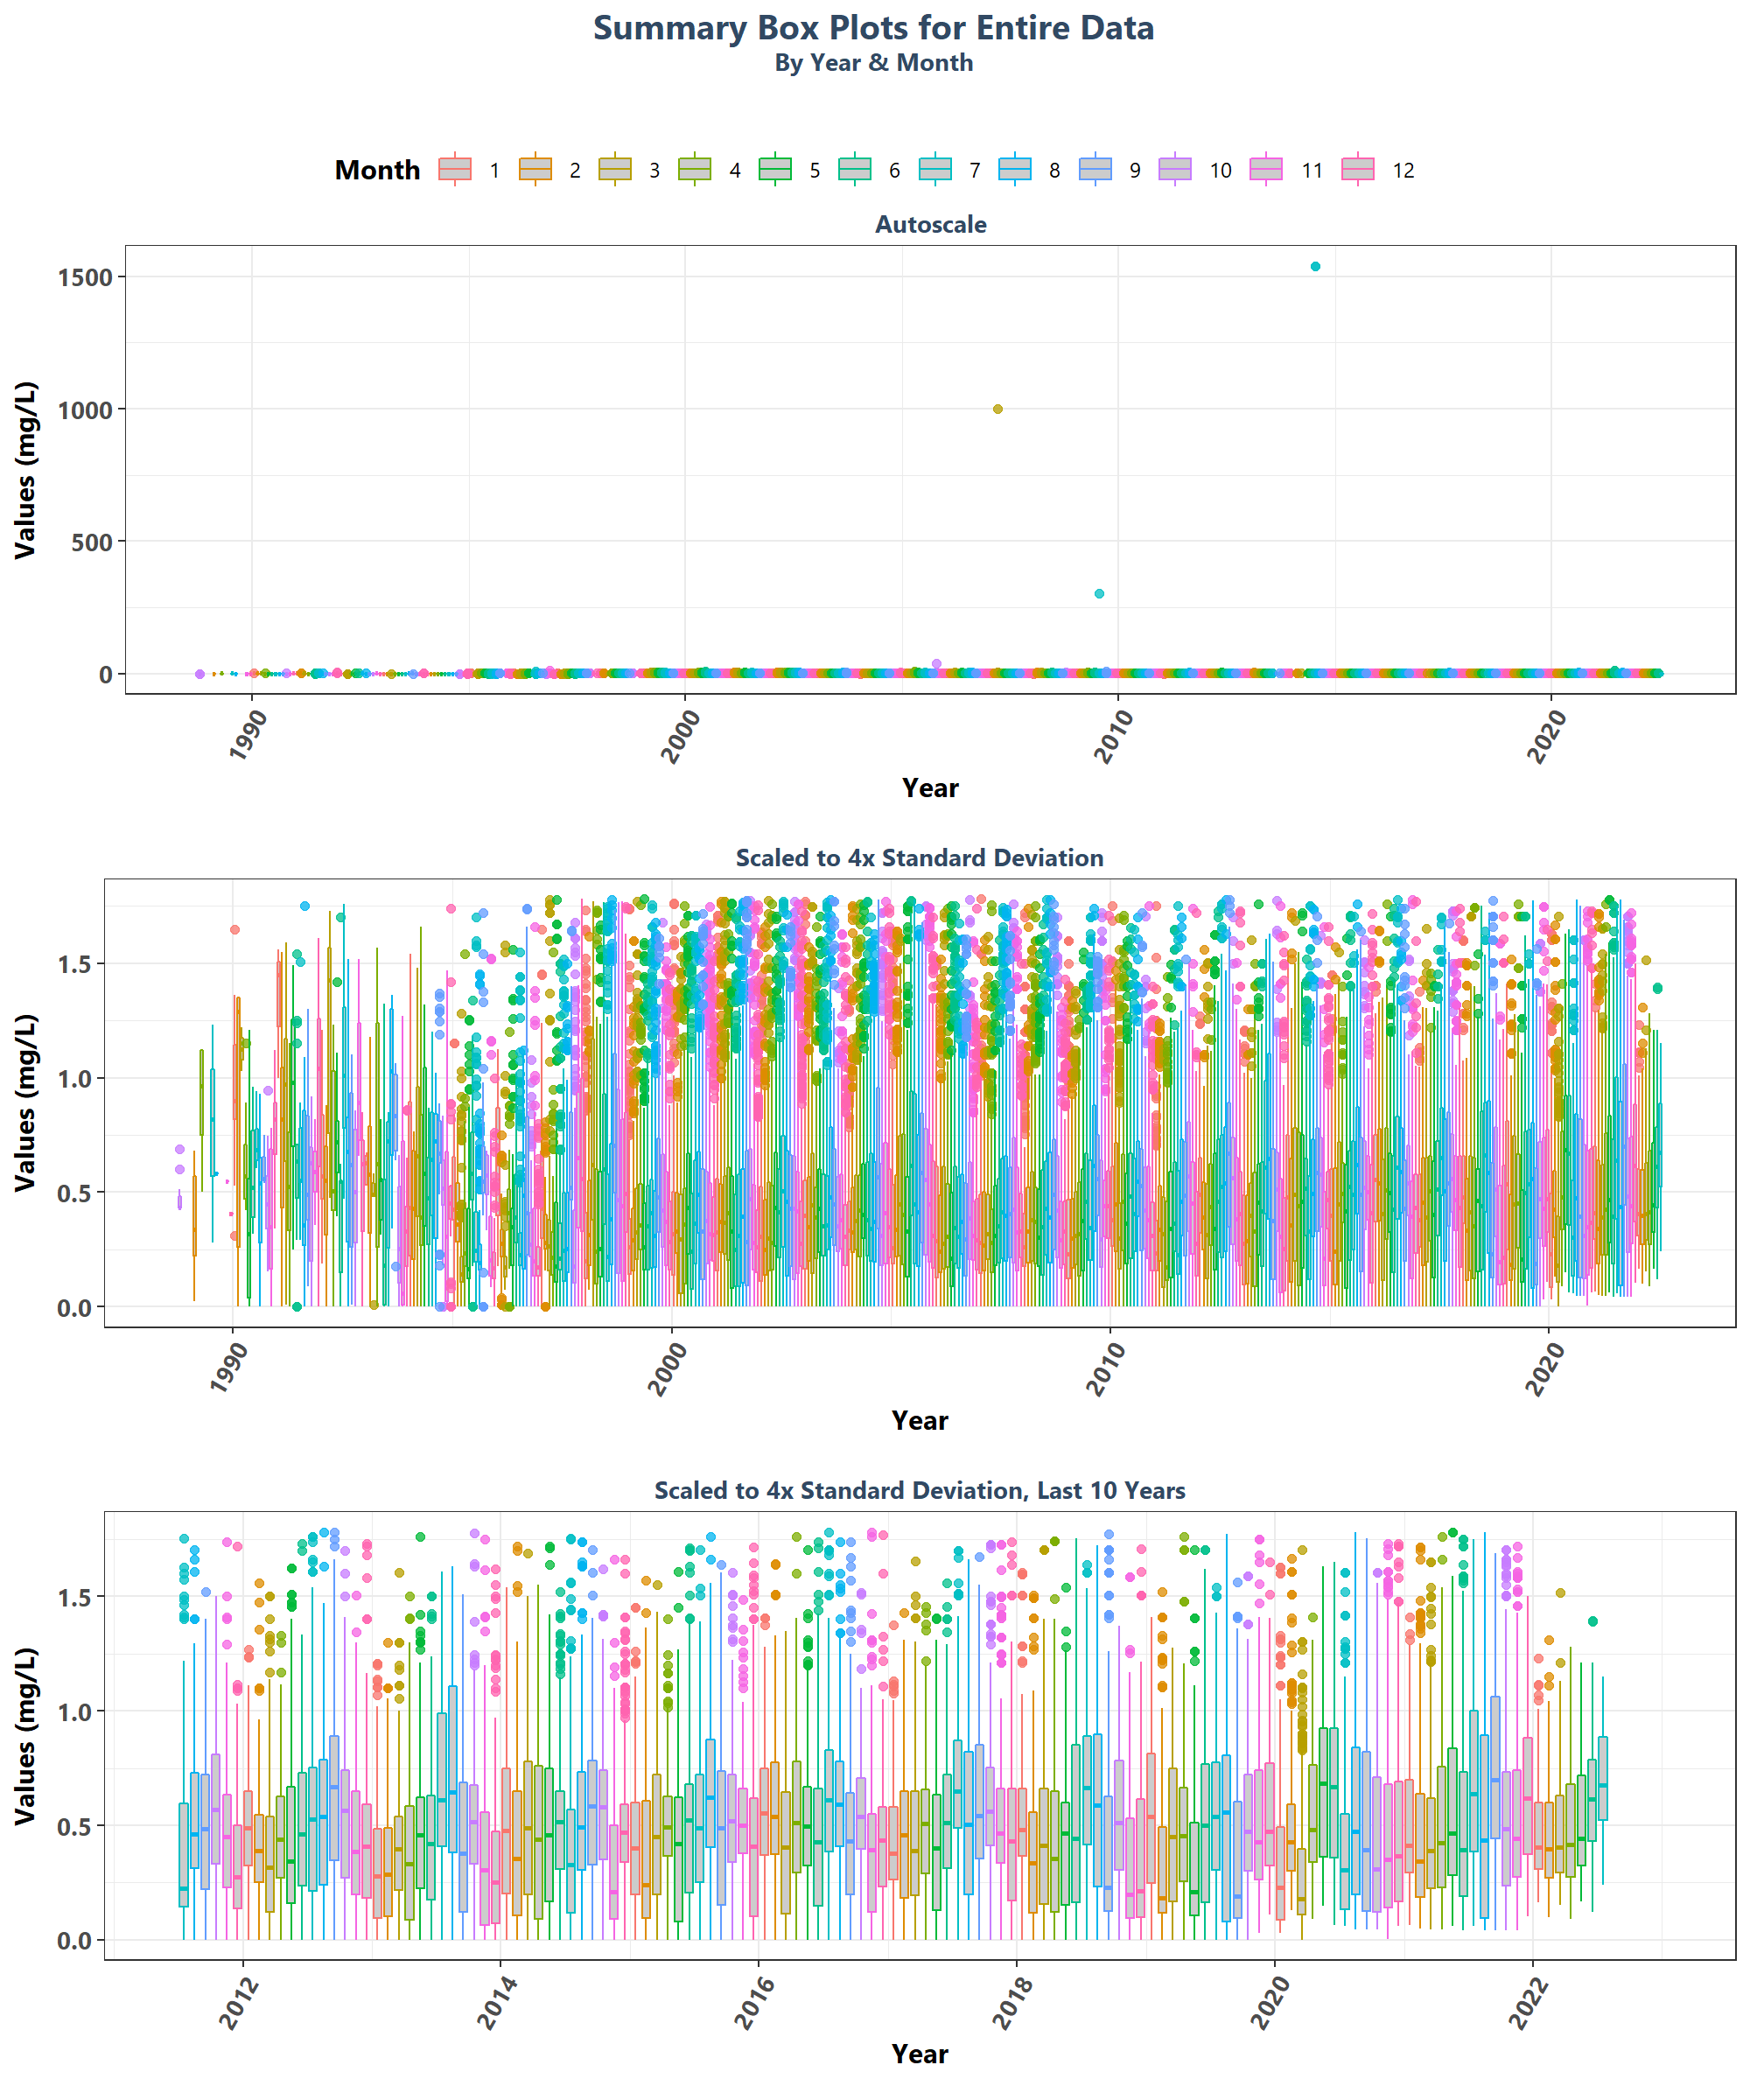 Summary Box Plots for Entire Data
By Year & Month
Month 1 2 3 4 5 6 7 8 9 10 11 12
Autoscale
Values (mg/L)
1500
1000
500
0
1990 2000 2010 2020
Year
Scaled to 4x Standard Deviation
Values (mg/L)
1.5
1.0
0.5
0.0
1990 2000 2010 2020
Year
Scaled to 4x Standard Deviation, Last 10 Years
Values (mg/L)
1.5
1.0
0.5
0.0
2012 2014 2016 2018 2020 2022
Year